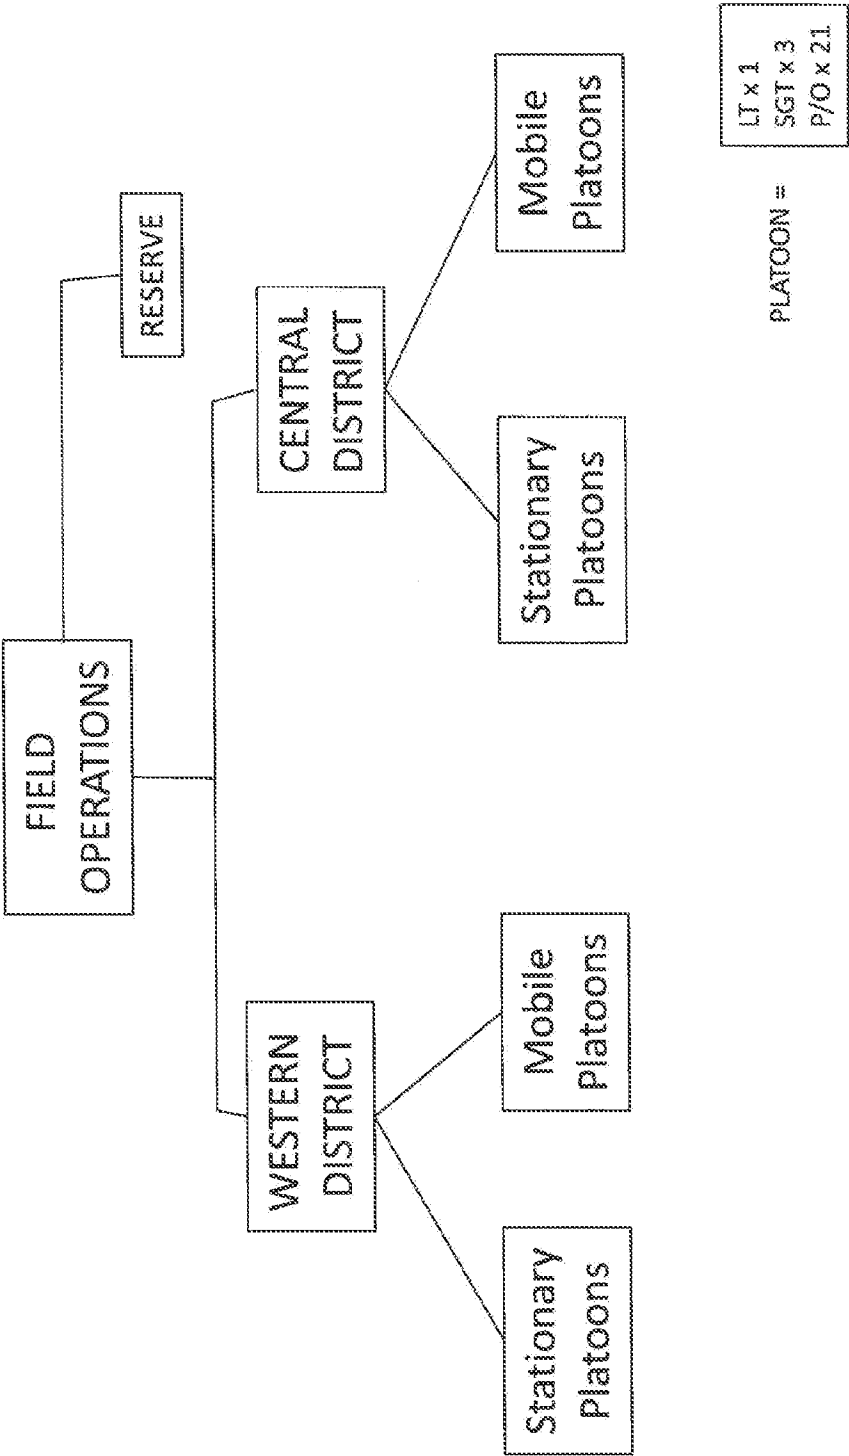 FIELD
OPERATIONS
RESERVE
WESTERN
DISTRICT
CENTRAL
DISTRICT
Stationary
Platoons
Mobile
Platoons
Stationary
Platoons
Mobile
Platoons
PLATOON =
LT x 1
SGT x 3
P/O x 21